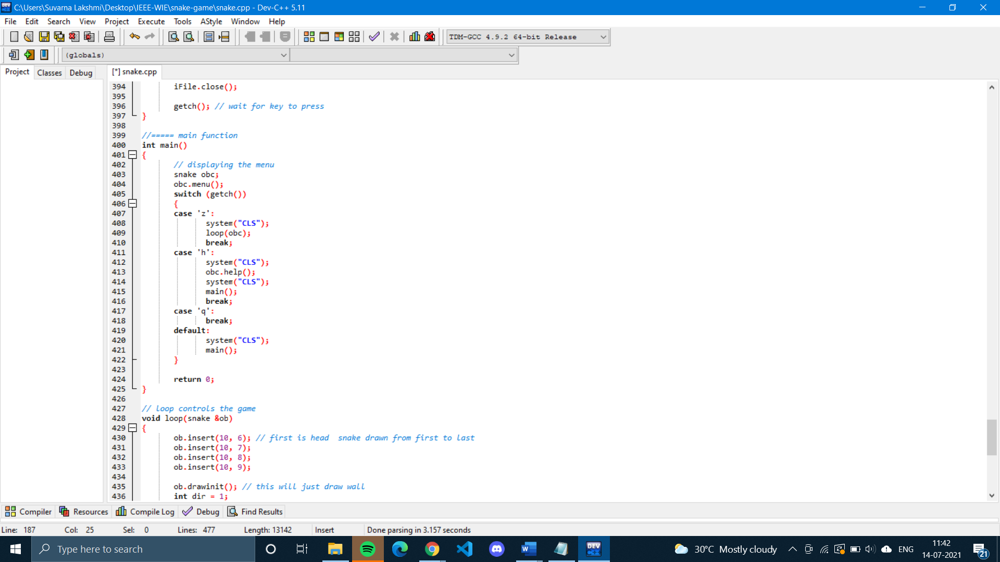 C:\Users\Suvarna Lakshmi\Desktop\IEEE-WIE\snake-game\snake.cpp - Dev-C++ 5.11
File Edit Search View Project Execute Tools AStyle Window Help
TDM-GCC 4.9.2 64-bit Release
(globals)
Project Classes Debug [*] snake.cpp
394 iFile.close();
395
396 getch(); // wait for key to press
397 }
398
399 //===== main function
400 int main()
401 {
402 // displaying the menu
403 snake obc;
404 obc.menu();
405 switch (getch())
406 {
407 case 'z':
408 system("CLS");
409 loop(obc);
410 break;
411 case 'h':
412 system("CLS");
413 obc.help();
414 system("CLS");
415 main();
416 break;
417 case 'q':
418 break;
419 default:
420 system("CLS");
421 main();
422 }
423
424 return 0;
425 }
426
427 // loop controls the game
428 void loop(snake &ob)
429 {
430 ob.insert(10, 6); // first is head  snake drawn from first to last
431 ob.insert(10, 7);
432 ob.insert(10, 8);
433 ob.insert(10, 9);
434
435 ob.drawinit(); // this will just draw wall
436 int dir = 1;
Compiler Resources Compile Log Debug Find Results
Line: 187 Col: 25 Sel: 0 Lines: 477 Length: 13142 Insert Done parsing in 3.157 seconds
Type here to search
W
DEV C++
30°C Mostly cloudy
ENG
11:42
14-07-2021
21